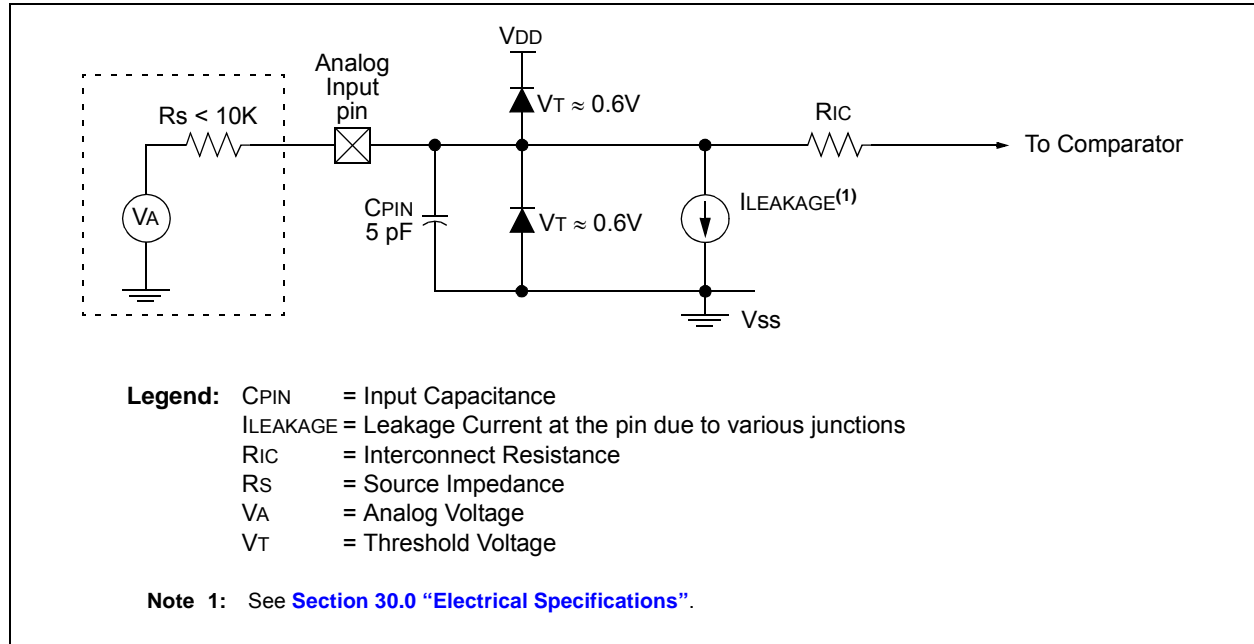 VDD
Analog
Input
pin
Rs < 10K
VT ≈ 0.6V
RIC
To Comparator
VA
CPIN
5 pF
VT ≈ 0.6V
ILEAKAGE(1)
Vss
Legend: CPIN = Input Capacitance
ILEAKAGE = Leakage Current at the pin due to various junctions
RIC = Interconnect Resistance
RS = Source Impedance
VA = Analog Voltage
VT = Threshold Voltage
Note 1: See Section 30.0 “Electrical Specifications”.